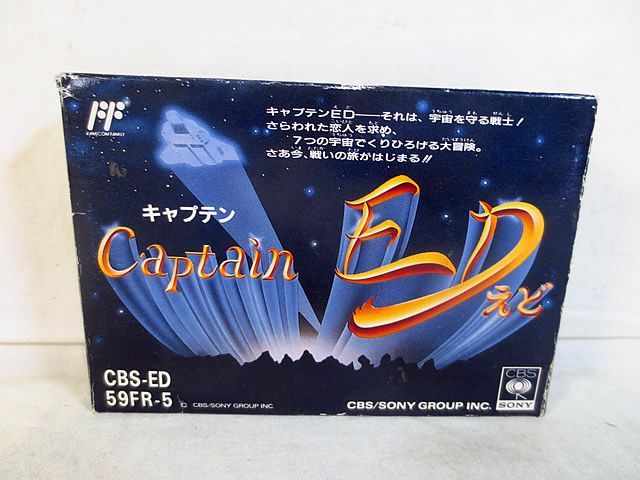 FAMICOM FAMILY
キャプテンED――それは、宇宙を守る戦士!
さらわれた恋人を求め、
7つの宇宙でくりひろげる大冒険。
さあ今、戦いの旅がはじまる!!
キャプテン
Captain ED えど
CBS-ED
59FR-5
© CBS/SONY GROUP INC
CBS/SONY GROUP INC.
CBS
SONY